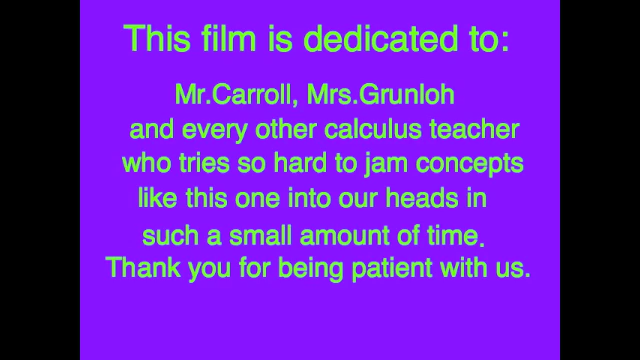 This film is dedicated to:
Mr.Carroll, Mrs.Grunloh
and every other calculus teacher
who tries so hard to jam concepts
like this one into our heads in
such a small amount of time.
Thank you for being patient with us.